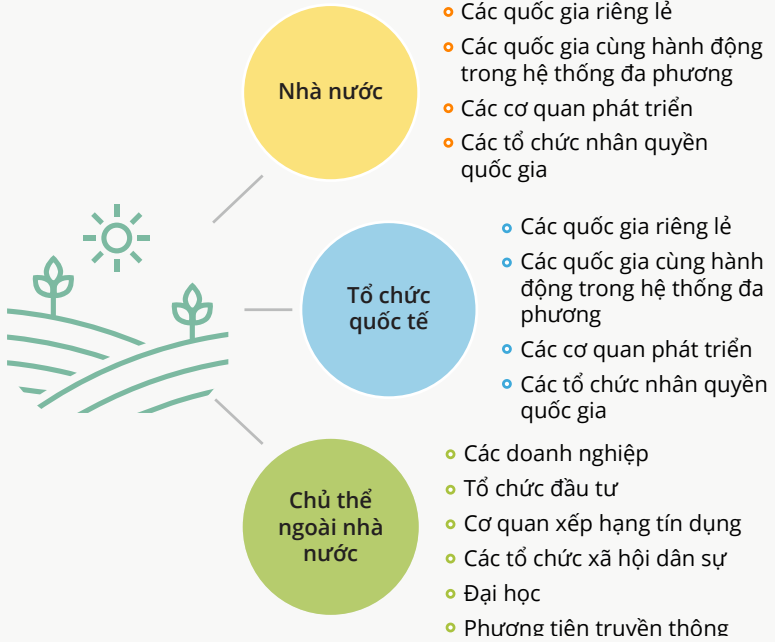 Nhà nước
Các quốc gia riêng lẻ
Các quốc gia cùng hành động
trong hệ thống đa phương
Các cơ quan phát triển
Các tổ chức nhân quyền
quốc gia
Tổ chức
quốc tế
Các quốc gia riêng lẻ
Các quốc gia cùng hành
động trong hệ thống đa
phương
Các cơ quan phát triển
Các tổ chức nhân quyền
quốc gia
Chủ thể
ngoài nhà
nước
Các doanh nghiệp
Tổ chức đầu tư
Cơ quan xếp hạng tín dụng
Các tổ chức xã hội dân sự
Đại học
Phương tiện truyền thông